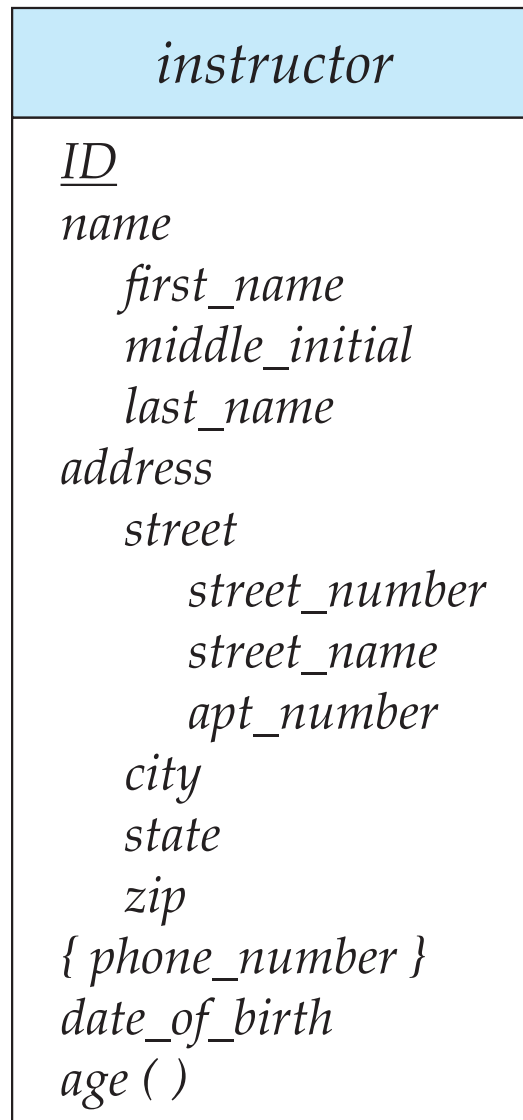 instructor
ID
name
first_name
middle_initial
last_name
address
street
street_number
street_name
apt_number
city
state
zip
{ phone_number }
date_of_birth
age ( )